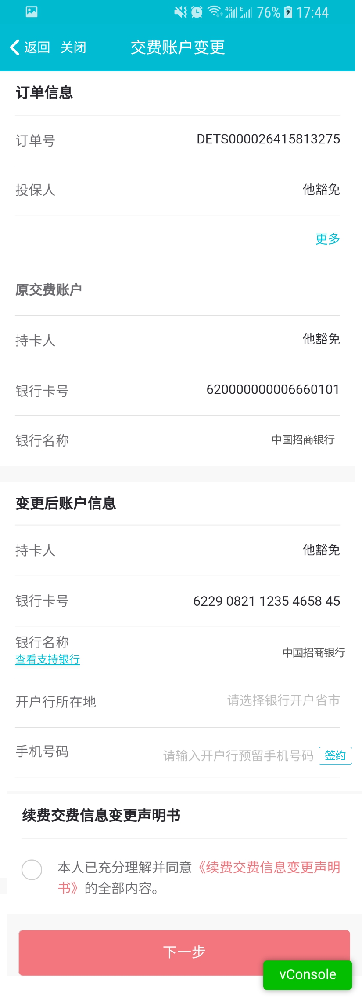 4G E 76% 17:44
返回 关闭 交费账户变更
订单信息
订单号 DETS000026415813275
投保人 他豁免
更多
原交费账户
持卡人 他豁免
银行卡号 620000000006660101
银行名称 中国招商银行
变更后账户信息
持卡人 他豁免
银行卡号 6229 0821 1235 4658 45
银行名称 中国招商银行
查看支持银行
开户行所在地 请选择银行开户省市
手机号码 请输入开户行预留手机号码 签约
续费交费信息变更声明书
本人已充分理解并同意《续费交费信息变更声明
书》的全部内容。
下一步
vConsole